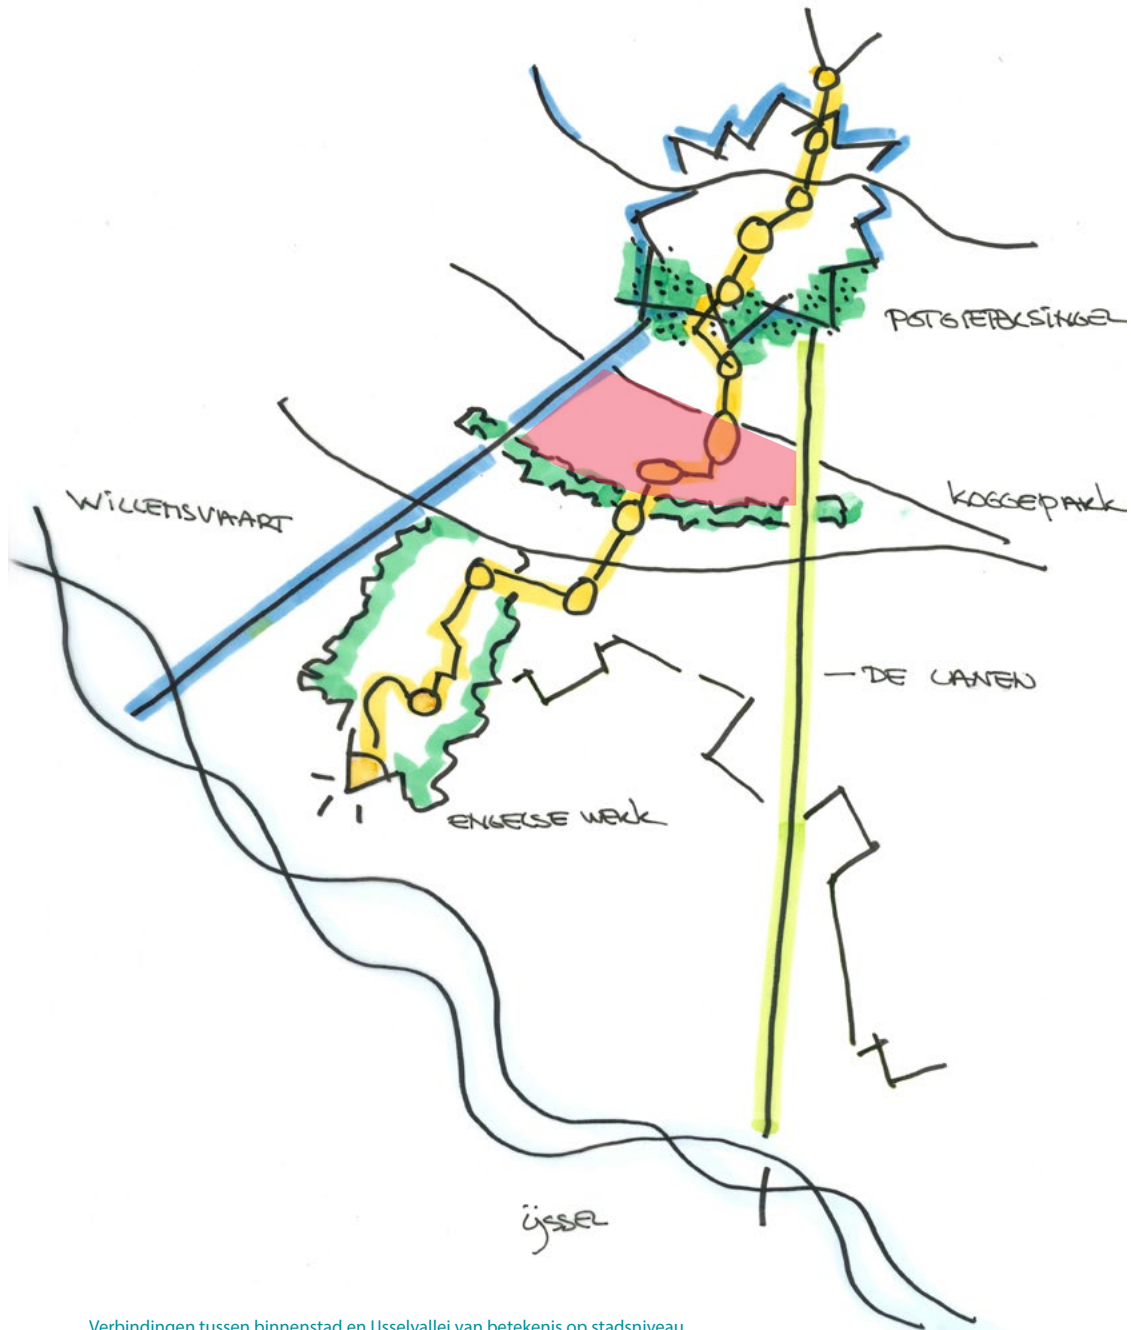 POTGIETERSINGEL
KOGGEPARK
WILLEMSVAART
DE LANEN
ENGELSE WERK
ijssel
Verbindingen tussen binnenstad en IJsselvallei van betekenis op stadsniveau